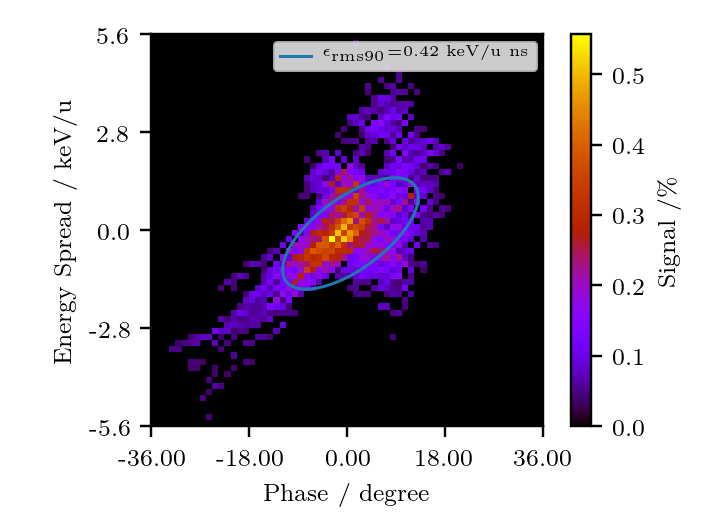 ϵrms90=0.42 keV/u ns
5.6
2.8
0.0
-2.8
-5.6
Energy Spread / keV/u
-36.00 -18.00 0.00 18.00 36.00
Phase / degree
0.5
0.4
0.3
0.2
0.1
0.0
Signal /%